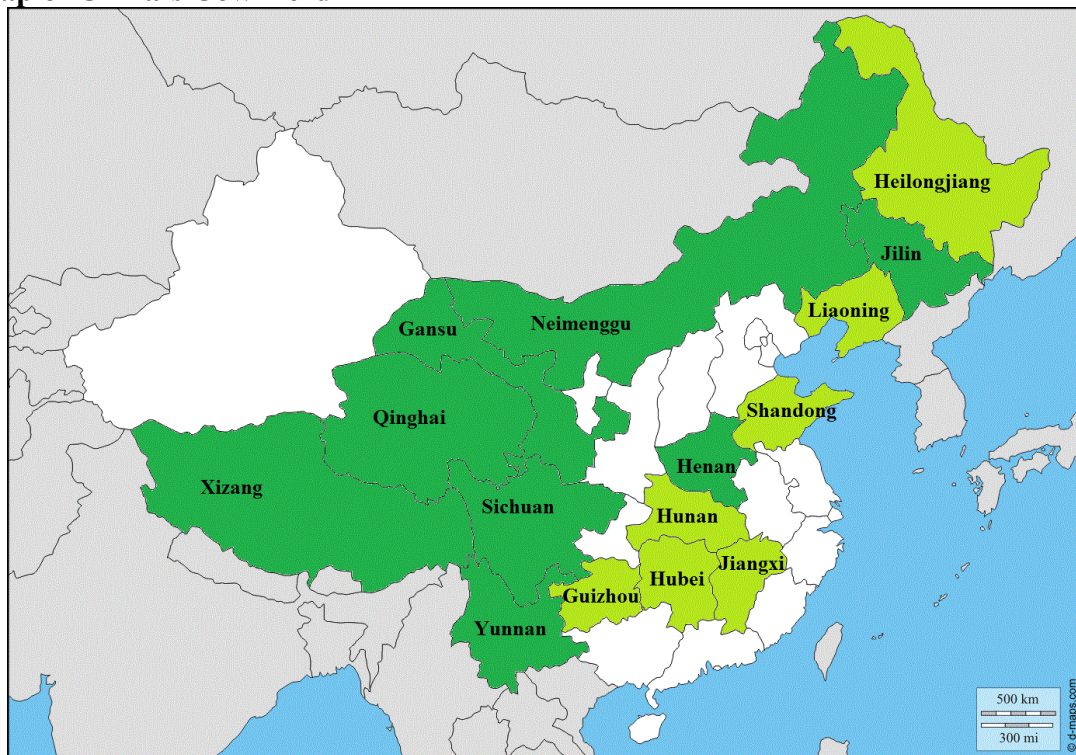 Heilongjiang
Jilin
Liaoning
Gansu
Neimenggu
Shandong
Qinghai
Henan
Xizang
Sichuan
Hunan
Jiangxi
Hubei
Guizhou
Yunnan
500 km
300 mi
© d-maps.com